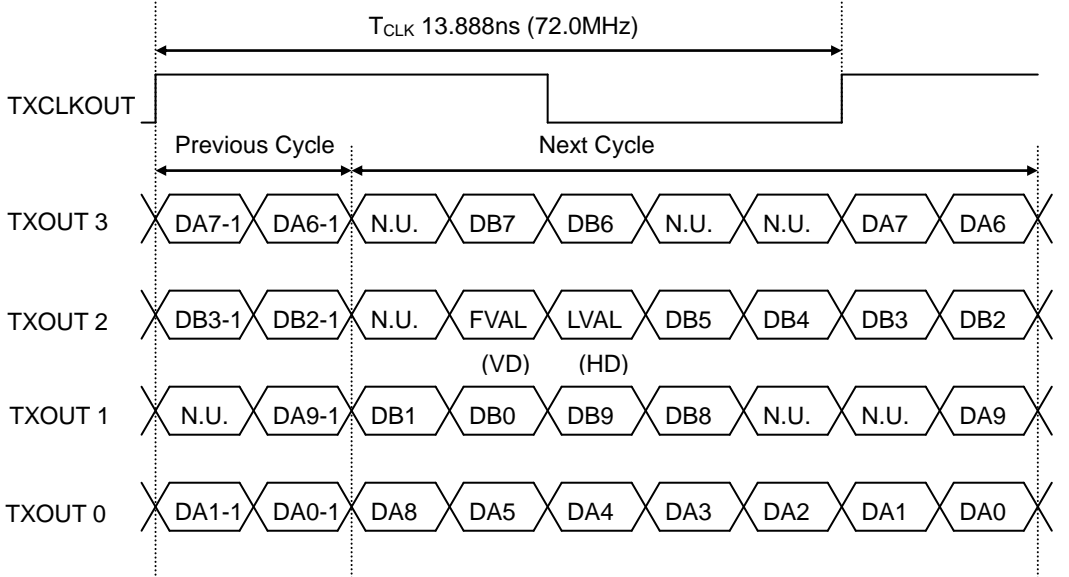 T_CLK 13.888ns (72.0MHz)
TXCLKOUT
Previous Cycle Next Cycle
TXOUT 3 DA7-1 DA6-1 N.U. DB7 DB6 N.U. N.U. DA7 DA6
TXOUT 2 DB3-1 DB2-1 N.U. FVAL LVAL DB5 DB4 DB3 DB2
(VD) (HD)
TXOUT 1 N.U. DA9-1 DB1 DB0 DB9 DB8 N.U. N.U. DA9
TXOUT 0 DA1-1 DA0-1 DA8 DA5 DA4 DA3 DA2 DA1 DA0